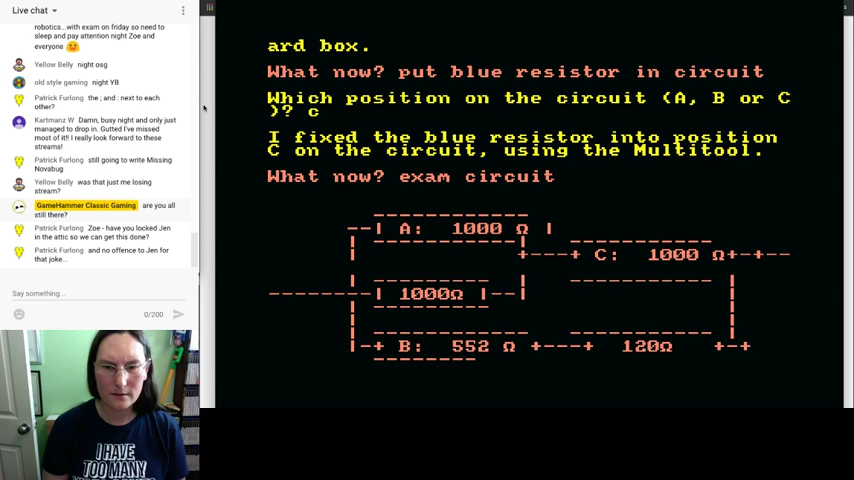 Live chat
robotics...with exam on friday so need to
sleep and pay attention night Zoe and
everyone
Yellow Belly night osg
old style gaming night YB
Patrick Furlong the ; and : next to each
other?
Kartmanz W Damn, busy night and only just
managed to drop in. Gutted I've missed
most of it!! I really look forward to these
streams!
Patrick Furlong still going to write Missing
Novabug
Yellow Belly was that just me losing
stream?
GameHammer Classic Gaming are you all
still there?
Patrick Furlong Zoe - have you locked Jen
in the attic so we can get this done?
Patrick Furlong and no offence to Jen for
that joke...
Say something...
0/200
ard box.
What now? put blue resistor in circuit
Which position on the circuit (A, B or C
)? c
I fixed the blue resistor into position
C on the circuit, using the Multitool.
What now? exam circuit
A: 1000 Ω
C: 1000 Ω
1000Ω
B: 552 Ω
120Ω
I HAVE
TOO MANY